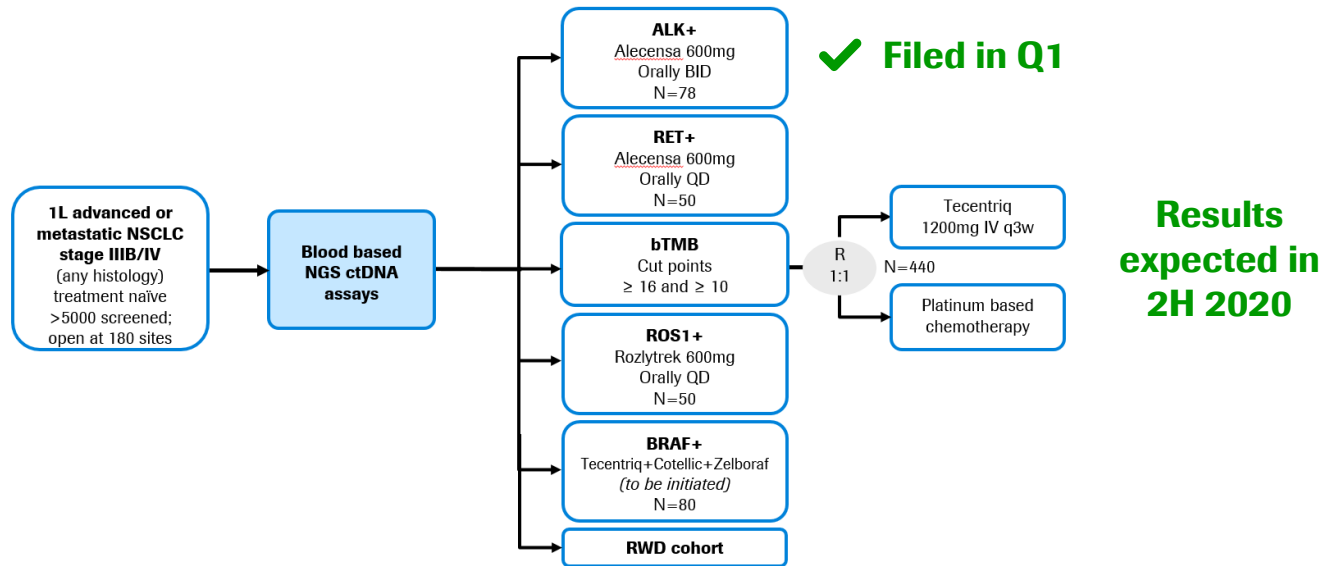 1L advanced or
metastatic NSCLC
stage IIIB/IV
(any histology)
treatment naïve
>5000 screened;
open at 180 sites
Blood based
NGS ctDNA
assays
ALK+
Alecensa 600mg
Orally BID
N=78
Filed in Q1
RET+
Alecensa 600mg
Orally QD
N=50
bTMB
Cut points
≥ 16 and ≥ 10
R
1:1
N=440
Tecentriq
1200mg IV q3w
Platinum based
chemotherapy
Results
expected in
2H 2020
ROS1+
Rozlytrek 600mg
Orally QD
N=50
BRAF+
Tecentriq+Cotellic+Zelboraf
(to be initiated)
N=80
RWD cohort